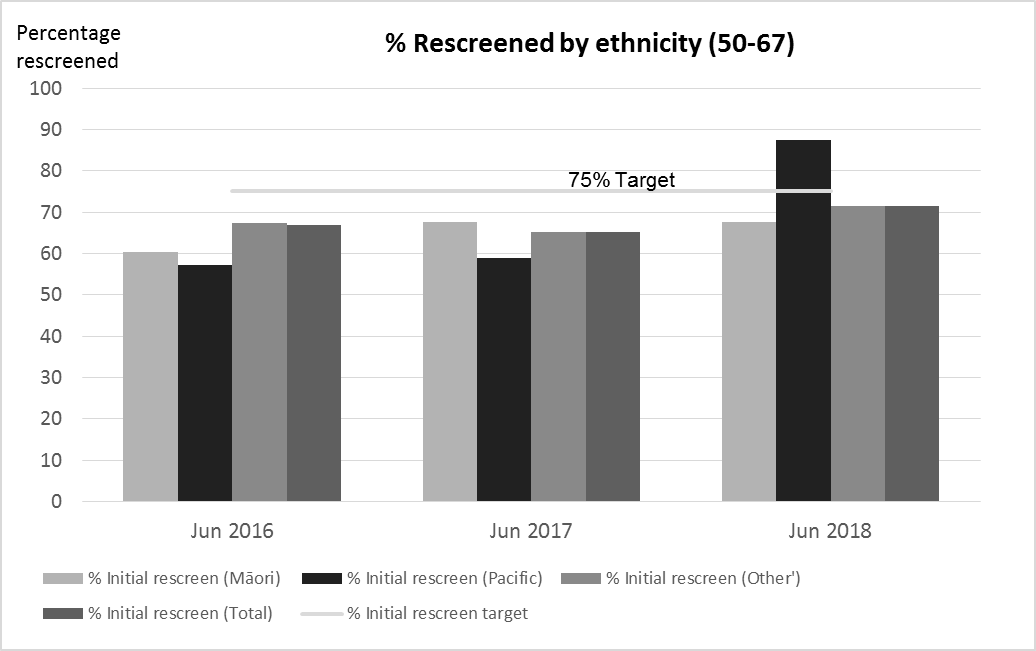 Percentage
rescreened
% Rescreened by ethnicity (50-67)
100
90
80
75% Target
70
60
50
40
30
20
10
0
Jun 2016 Jun 2017 Jun 2018
% Initial rescreen (Māori) % Initial rescreen (Pacific) % Initial rescreen (Other')
% Initial rescreen (Total) % Initial rescreen target